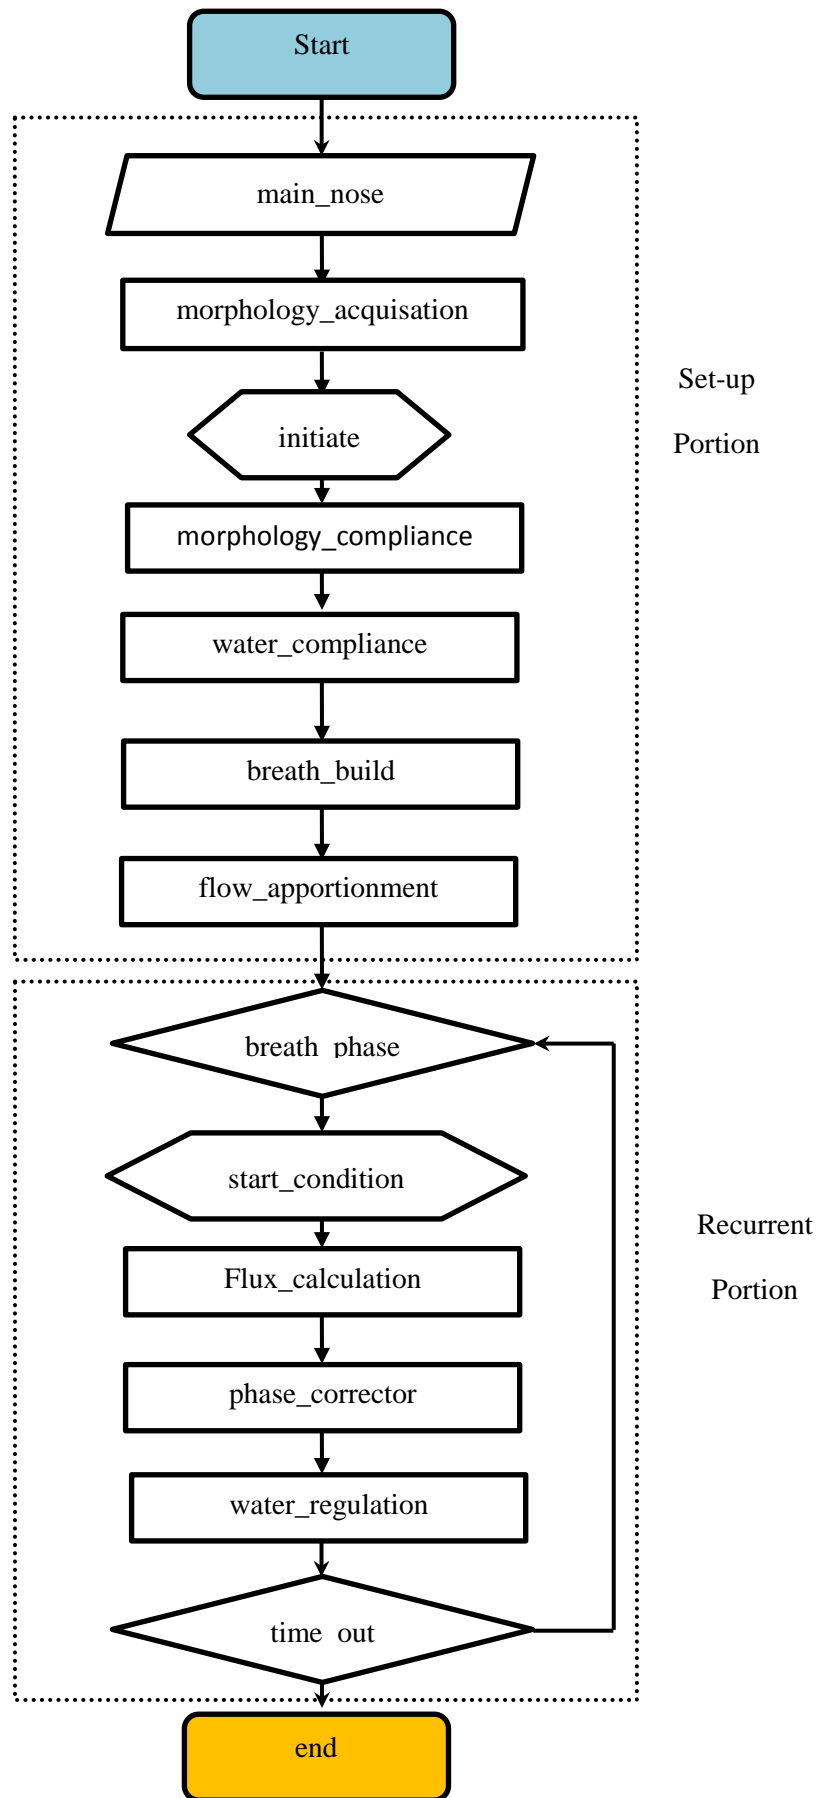 Start
main_nose
morphology_acquisation
Set-up
Portion
initiate
morphology_compliance
water_compliance
breath_build
flow_apportionment
breath_phase
start_condition
Recurrent
Portion
Flux_calculation
phase_corrector
water_regulation
time_out
end